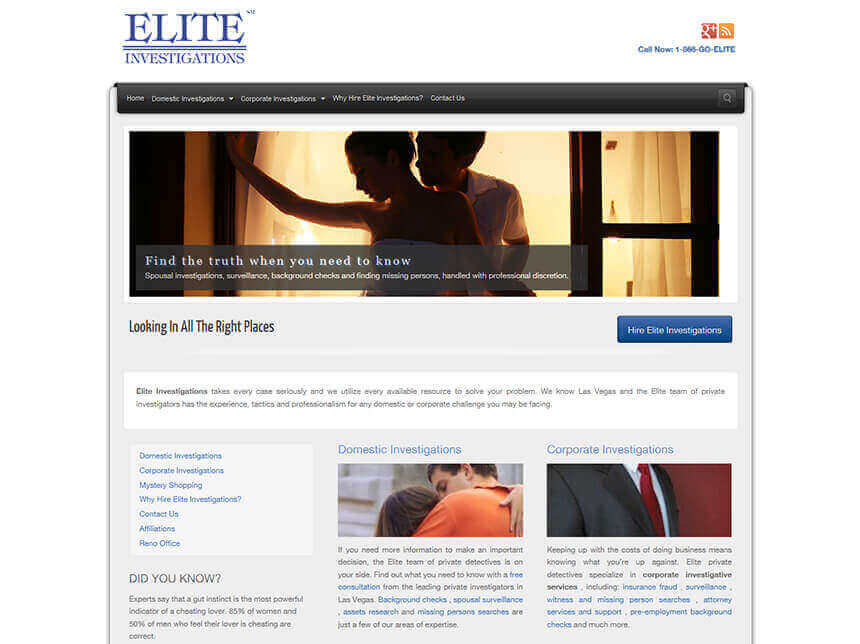 ELITE
INVESTIGATIONS
Call Now: 1-866-GO-ELITE
Home Domestic Investigations Corporate Investigations Why Hire Elite Investigations? Contact Us
Find the truth when you need to know
Spousal investigations, surveillance, background checks and finding missing persons, handled with professional discretion.
Looking In All The Right Places
Hire Elite Investigations
Elite Investigations takes every case seriously and we utilize every available resource to solve your problem. We know Las Vegas and the Elite team of private
investigators has the experience, tactics and professionalism for any domestic or corporate challenge you may be facing.
Domestic Investigations
Corporate Investigations
Mystery Shopping
Why Hire Elite Investigations?
Contact Us
Affiliations
Reno Office
DID YOU KNOW?
Experts say that a gut instinct is the most powerful
indicator of a cheating lover. 85% of women and
50% of men who feel their lover is cheating are
correct.
Domestic Investigations
If you need more information to make an important
decision, the Elite team of private detectives is on
your side. Find out what you need to know with a free
consultation from the leading private investigators in
Las Vegas. Background checks , spousal surveillance
, assets research and missing persons searches are
just a few of our areas of expertise.
Corporate Investigations
Keeping up with the costs of doing business means
knowing what you're up against. Elite private
detectives specialize in corporate investigative
services , including: insurance fraud , surveillance ,
witness and missing person searches , attorney
services and support , pre-employment background
checks and much more.